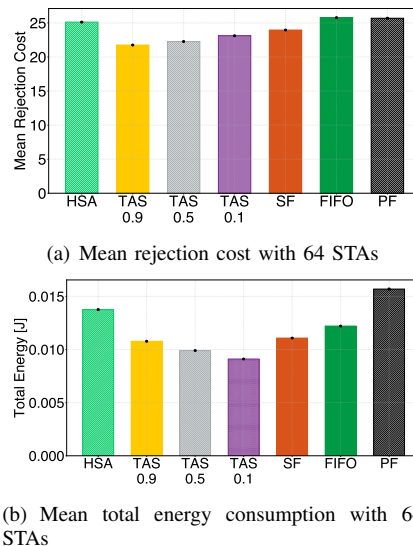 25
20
15
10
5
0
Mean Rejection Cost
HSA TAS TAS TAS SF FIFO PF
0.9 0.5 0.1
(a) Mean rejection cost with 64 STAs
0.015
0.010
0.005
0.000
Total Energy [J]
HSA TAS TAS TAS SF FIFO PF
0.9 0.5 0.1
(b) Mean total energy consumption with 6
STAs